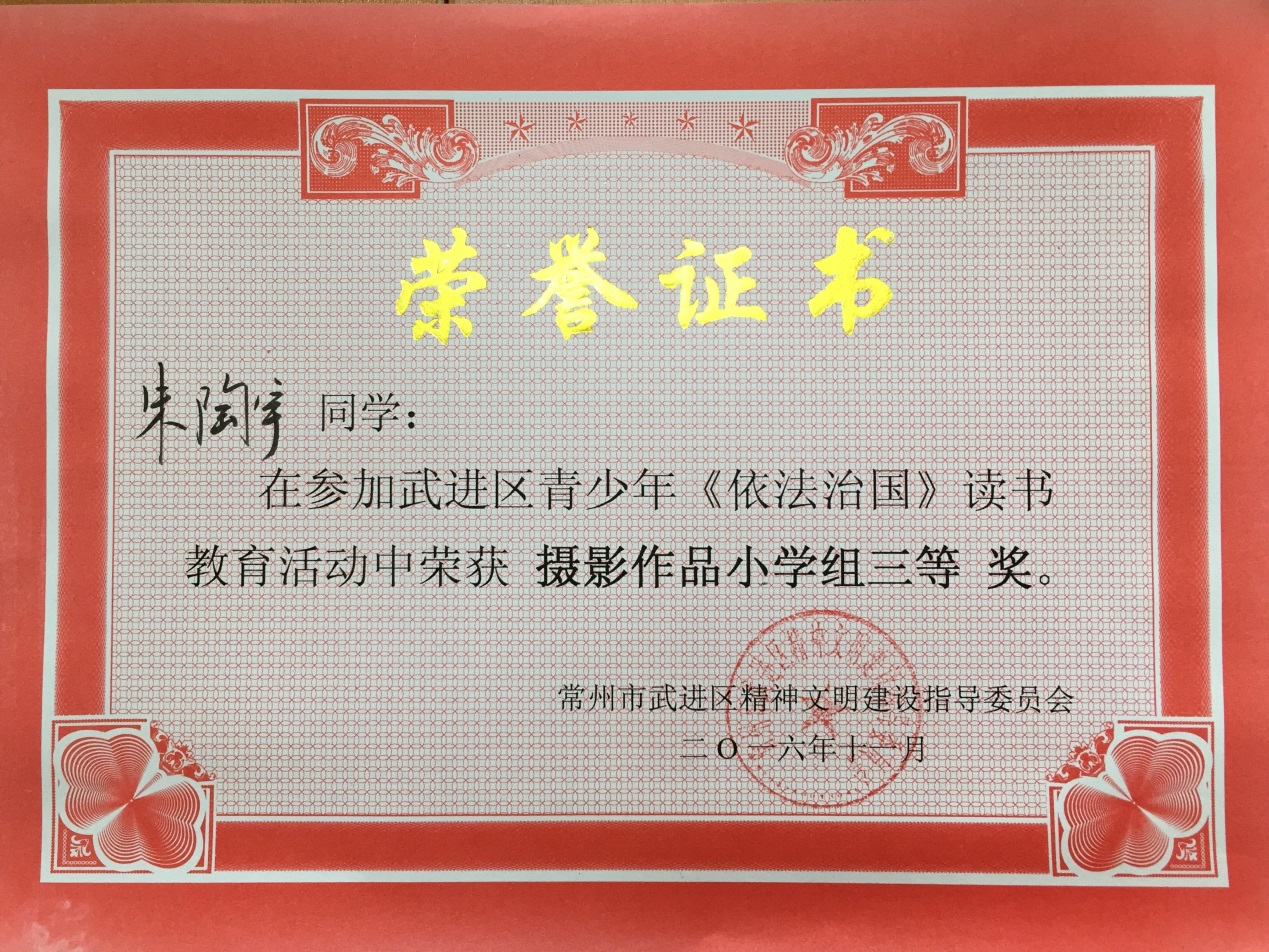 荣誉证书
朱陶宇 同学：
在参加武进区青少年《依法治国》读书
教育活动中荣获 摄影作品小学组三等 奖。
常州市武进区精神文明建设指导委员会
二O一六年十一月